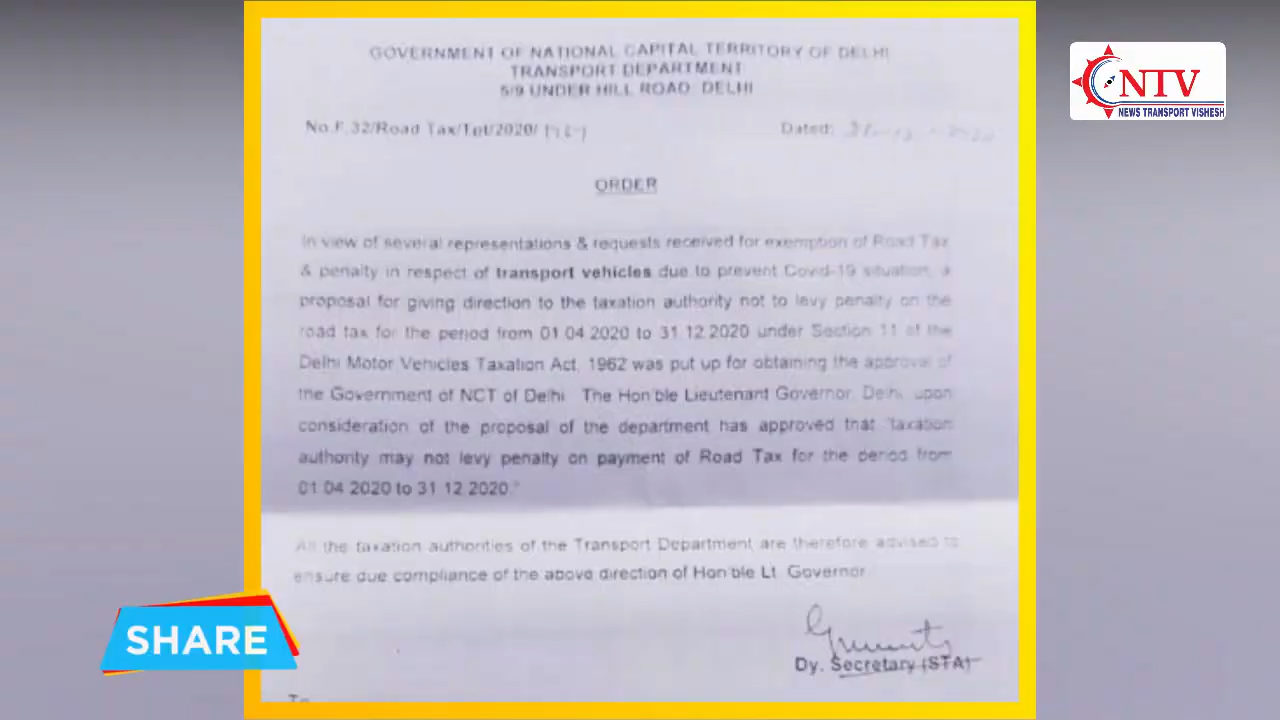 GOVERNMENT OF NATIONAL CAPITAL TERRITORY OF DELHI
TRANSPORT DEPARTMENT
5/9 UNDER HILL ROAD, DELHI
No.F.32/Road Tax/Tpt/2020/
Dated:
ORDER
In view of several representations & requests received for exemption of Road Tax
& penalty in respect of transport vehicles due to prevent Covid-19 situation, a
proposal for giving direction to the taxation authority not to levy penalty on the
road tax for the period from 01.04.2020 to 31.12.2020 under Section 11 of the
Delhi Motor Vehicles Taxation Act, 1962 was put up for obtaining the approval of
the Government of NCT of Delhi. The Hon'ble Lieutenant Governor, Delhi, upon
consideration of the proposal of the department has approved that "taxation
authority may not levy penalty on payment of Road Tax for the period from
01.04.2020 to 31.12.2020."
All the taxation authorities of the Transport Department are therefore advised to
ensure due compliance of the above direction of Hon'ble Lt. Governor.
Dy. Secretary (STA)
To
NTV
NEWS TRANSPORT VISHESH
SHARE